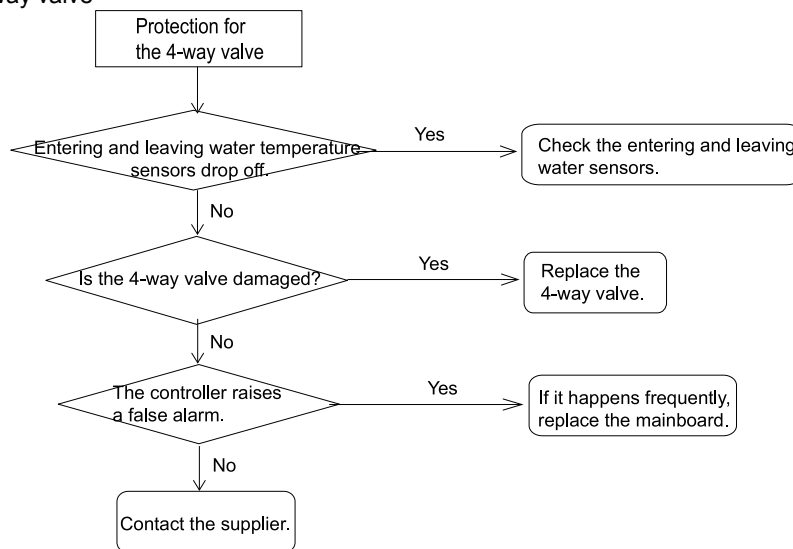 way valve
Protection for
the 4-way valve
Entering and leaving water temperature
sensors drop off.
Yes
Check the entering and leaving
water sensors.
No
Is the 4-way valve damaged?
Yes
Replace the
4-way valve.
No
The controller raises
a false alarm.
Yes
If it happens frequently,
replace the mainboard.
No
Contact the supplier.